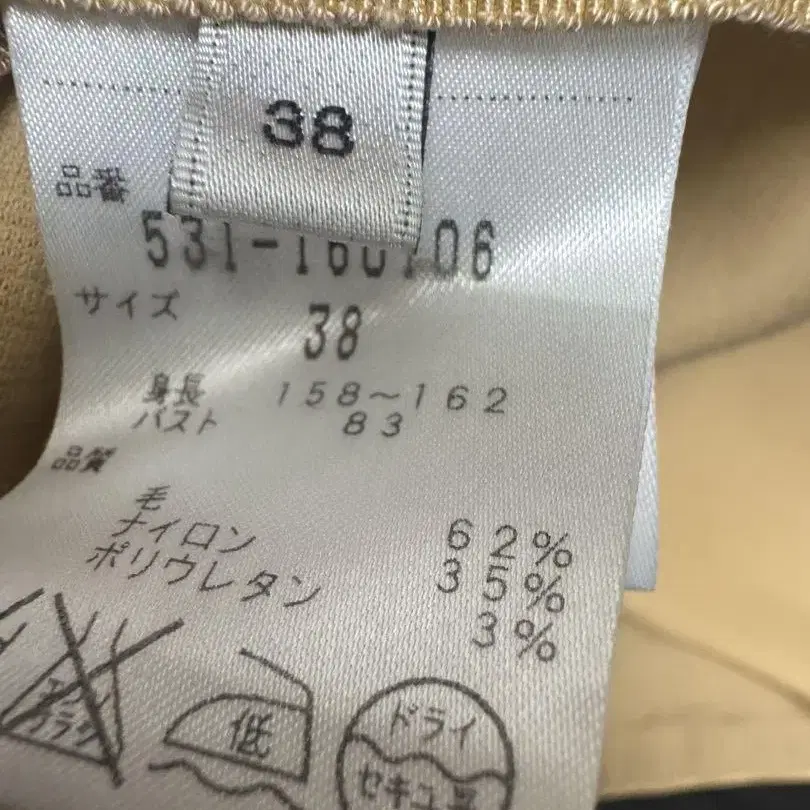 38
品番
531-160106
サイズ
38
身長 158～162
バスト 83
品質
毛 62%
ナイロン 35%
ポリウレタン 3%
低
ドライ
セキユ系